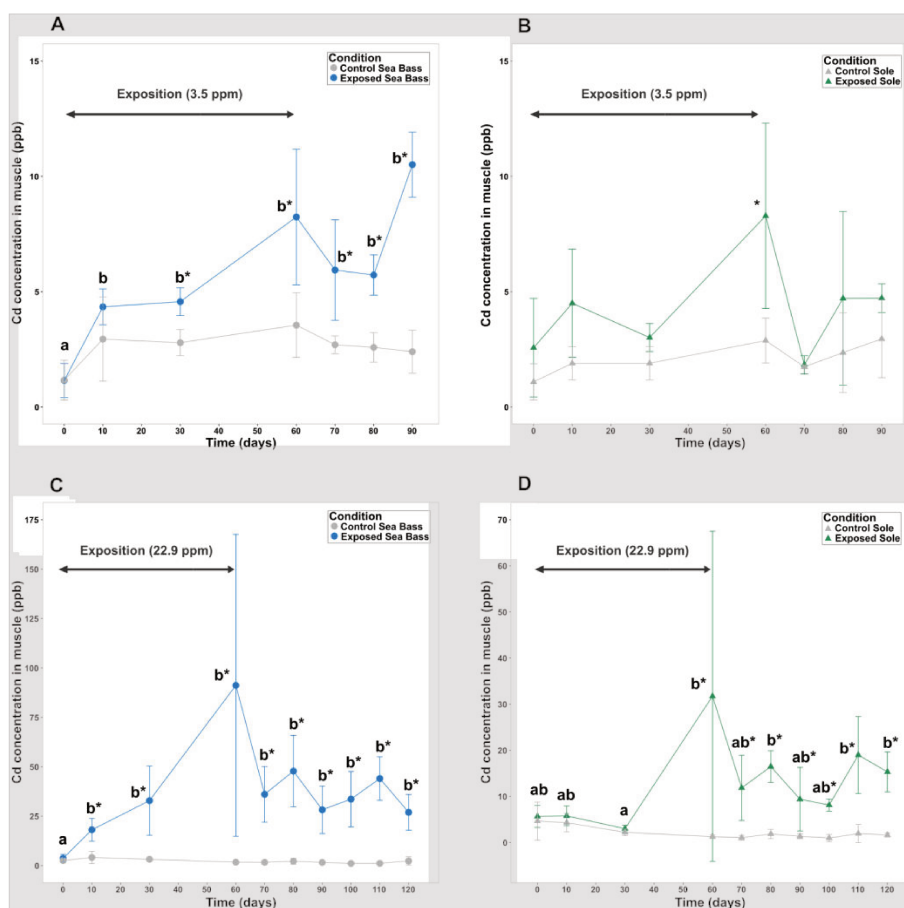 A
Cd concentration in muscle (ppb)
15
10
5
0
Condition
Control Sea Bass
Exposed Sea Bass
Exposition (3.5 ppm)
a
b
b*
b*
b*
b*
b*
0 10 20 30 40 50 60 70 80 90
Time (days)
B
Cd concentration in muscle (ppb)
15
10
5
0
Condition
Control Sole
Exposed Sole
Exposition (3.5 ppm)
*
0 10 20 30 40 50 60 70 80 90
Time (days)
C
Cd concentration in muscle (ppb)
175
150
125
100
75
50
25
0
Condition
Control Sea Bass
Exposed Sea Bass
Exposition (22.9 ppm)
a
b*
b*
b*
b*
b*
b*
b*
b*
b*
0 10 20 30 40 50 60 70 80 90 100 110 120
Time (days)
D
Cd concentration in muscle (ppb)
70
60
50
40
30
20
10
0
Condition
Control Sole
Exposed Sole
Exposition (22.9 ppm)
ab
ab
a
b*
ab*
b*
ab*
ab*
b*
b*
0 10 20 30 40 50 60 70 80 90 100 110 120
Time (days)